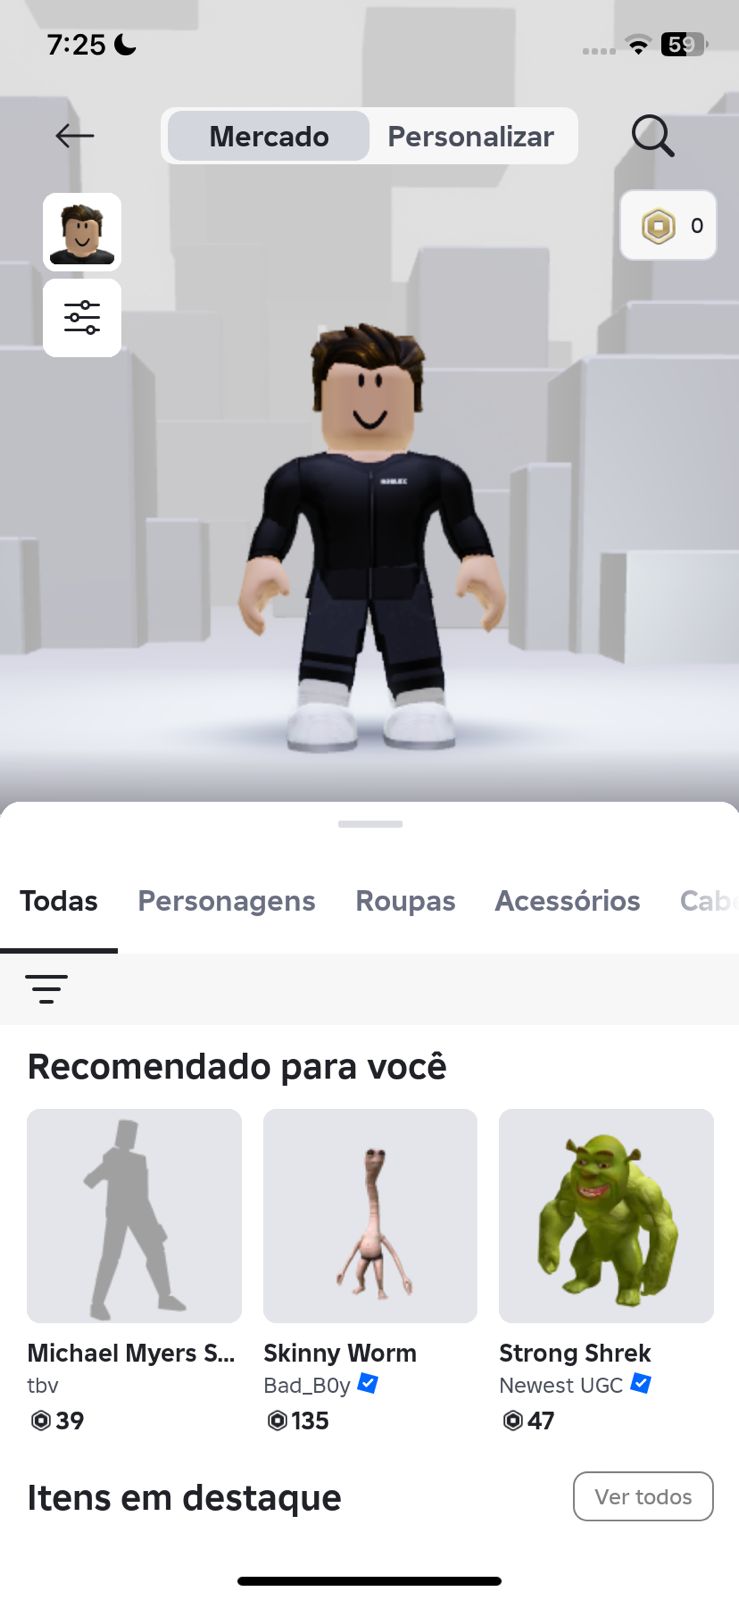 7:25
59
Mercado
Personalizar
0
ROBLOX
Todas
Personagens
Roupas
Acessórios
Cab
Recomendado para você
Michael Myers S...
Skinny Worm
Strong Shrek
tbv
Bad_B0y
Newest UGC
39
135
47
Itens em destaque
Ver todos